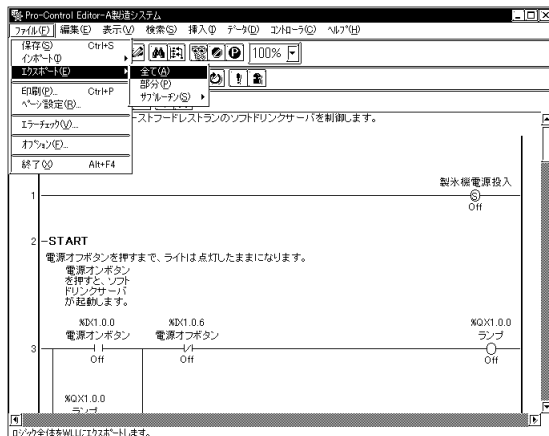 Pro-Control Editor-A製造システム
ファイル(F) 編集(E) 表示(V) 検索(S) 挿入(I) データ(D) コントローラ(C) ヘルプ(H)
保存(S) Ctrl+S
インポート(I)
エクスポート(E)
全て(A)
部分(P)
サブルーチン(S)
印刷(P)... Ctrl+P
ページ設定(R)...
エラーチェック(V)...
オプション(F)...
終了(X) Alt+F4
100%
ーストフードレストランのソフトドリンクサーバを制御します。
製氷機電源投入
S
1
Off
2 -START
電源オフボタンを押すまで、ライトは点灯したままになります。
電源オンボタン
を押すと、ソフト
ドリンクサーバ
が起動します。
%IX1.0.0 %IX1.0.6 %QX1.0.0
電源オンボタン 電源オフボタン ランプ
3
Off Off Off
%QX1.0.0
ランプ
ロジック全体をWLLにエクスポートします。